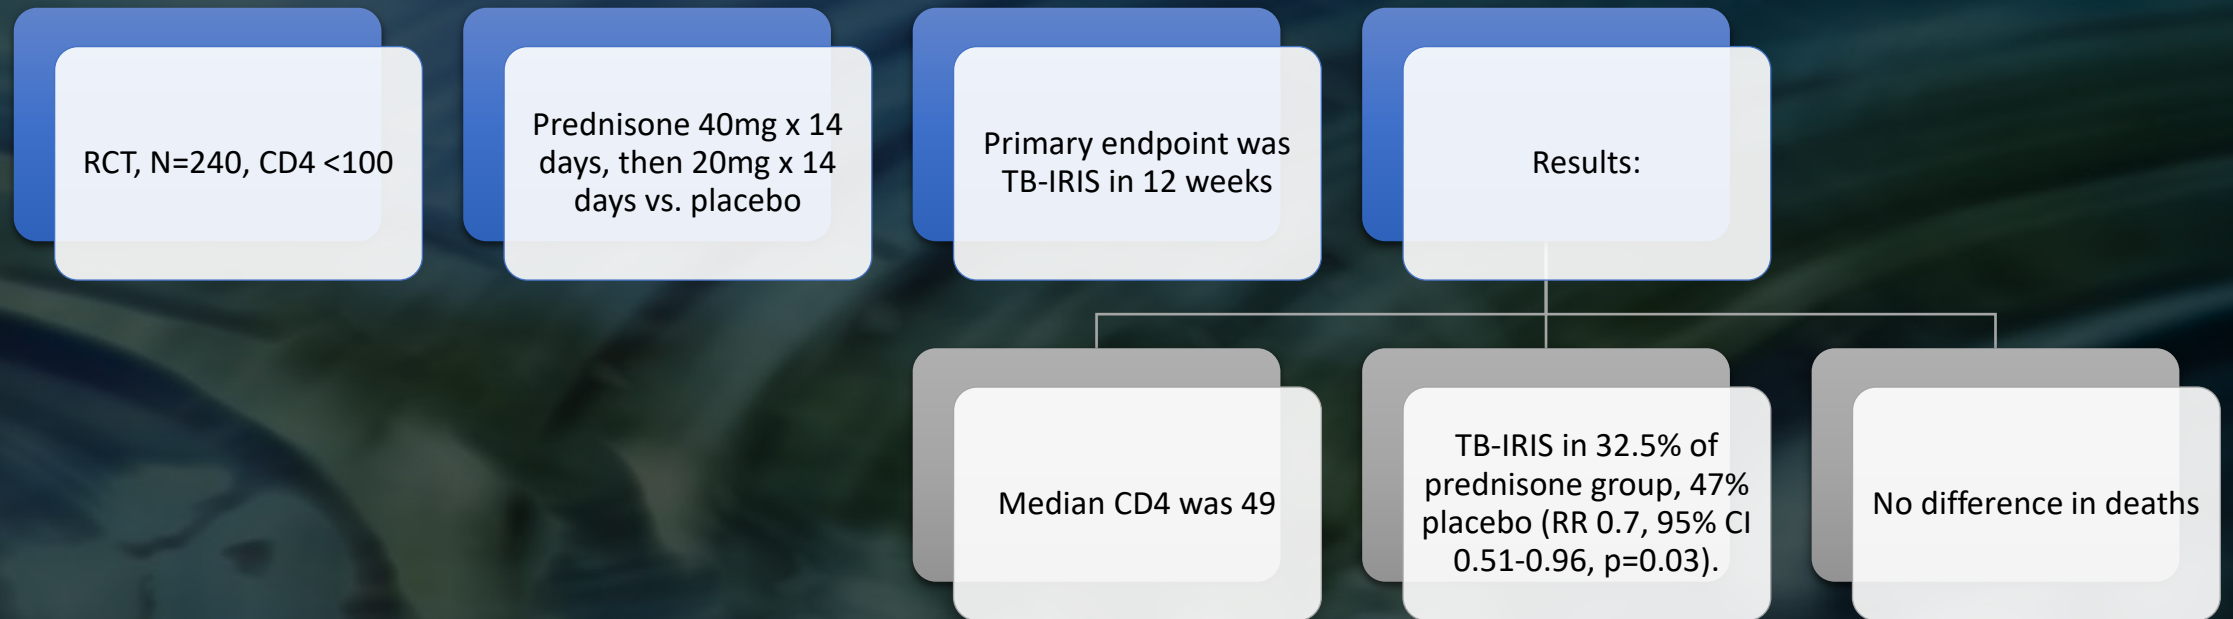 RCT, N=240, CD4 <100
Prednisone 40mg x 14
days, then 20mg x 14
days vs. placebo
Primary endpoint was
TB-IRIS in 12 weeks
Results:
Median CD4 was 49
TB-IRIS in 32.5% of
prednisone group, 47%
placebo (RR 0.7, 95% CI
0.51-0.96, p=0.03).
No difference in deaths